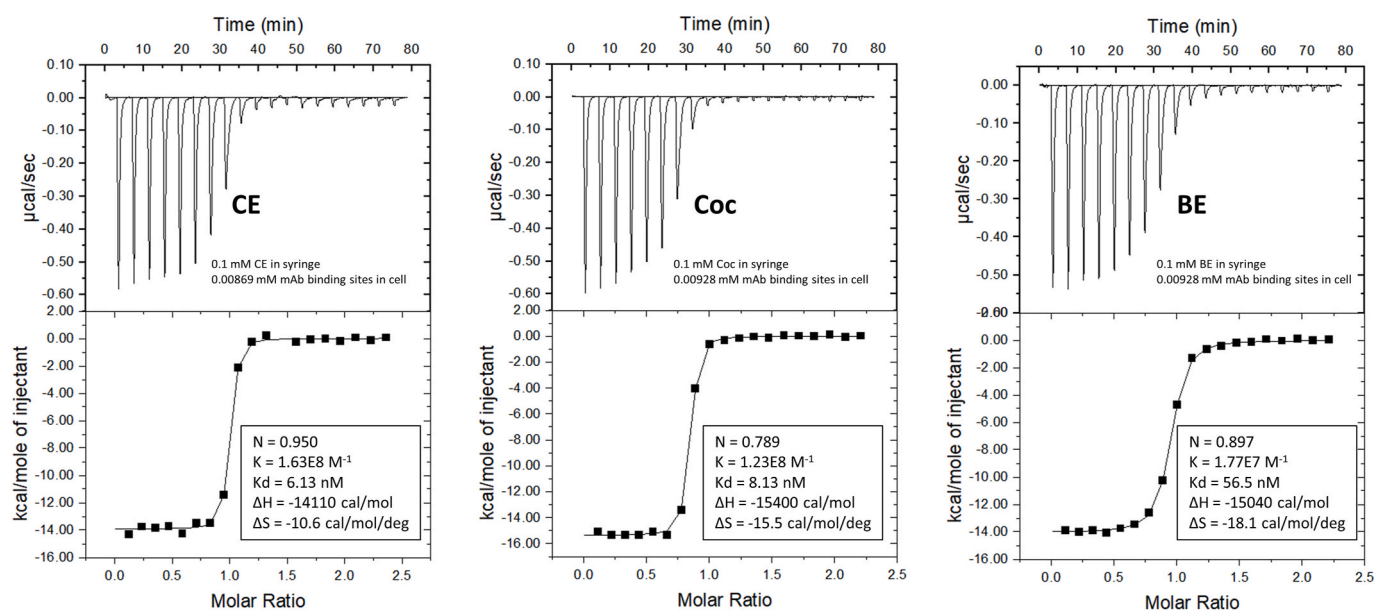 Time (min)
0 10 20 30 40 50 60 70 80
0.10
0.00
-0.10
-0.20
-0.30
-0.40
-0.50
-0.60
µcal/sec
CE
0.1 mM CE in syringe
0.00869 mM mAb binding sites in cell
2.00
0.00
-2.00
-4.00
-6.00
-8.00
-10.00
-12.00
-14.00
-16.00
kcal/mole of injectant
N = 0.950
K = 1.63E8 M⁻¹
Kd = 6.13 nM
ΔH = -14110 cal/mol
ΔS = -10.6 cal/mol/deg
0.0 0.5 1.0 1.5 2.0 2.5
Molar Ratio
Time (min)
0 10 20 30 40 50 60 70 80
0.10
0.00
-0.10
-0.20
-0.30
-0.40
-0.50
-0.60
µcal/sec
Coc
0.1 mM Coc in syringe
0.00928 mM mAb binding sites in cell
2.00
0.00
-2.00
-4.00
-6.00
-8.00
-10.00
-12.00
-14.00
-16.00
kcal/mole of injectant
N = 0.789
K = 1.23E8 M⁻¹
Kd = 8.13 nM
ΔH = -15400 cal/mol
ΔS = -15.5 cal/mol/deg
0.0 0.5 1.0 1.5 2.0 2.5
Molar Ratio
Time (min)
0 10 20 30 40 50 60 70 80
0.10
0.00
-0.10
-0.20
-0.30
-0.40
-0.50
µcal/sec
BE
0.1 mM BE in syringe
0.00928 mM mAb binding sites in cell
0.00
-2.00
-4.00
-6.00
-8.00
-10.00
-12.00
-14.00
-16.00
kcal/mole of injectant
N = 0.897
K = 1.77E7 M⁻¹
Kd = 56.5 nM
ΔH = -15040 cal/mol
ΔS = -18.1 cal/mol/deg
0.0 0.5 1.0 1.5 2.0 2.5
Molar Ratio